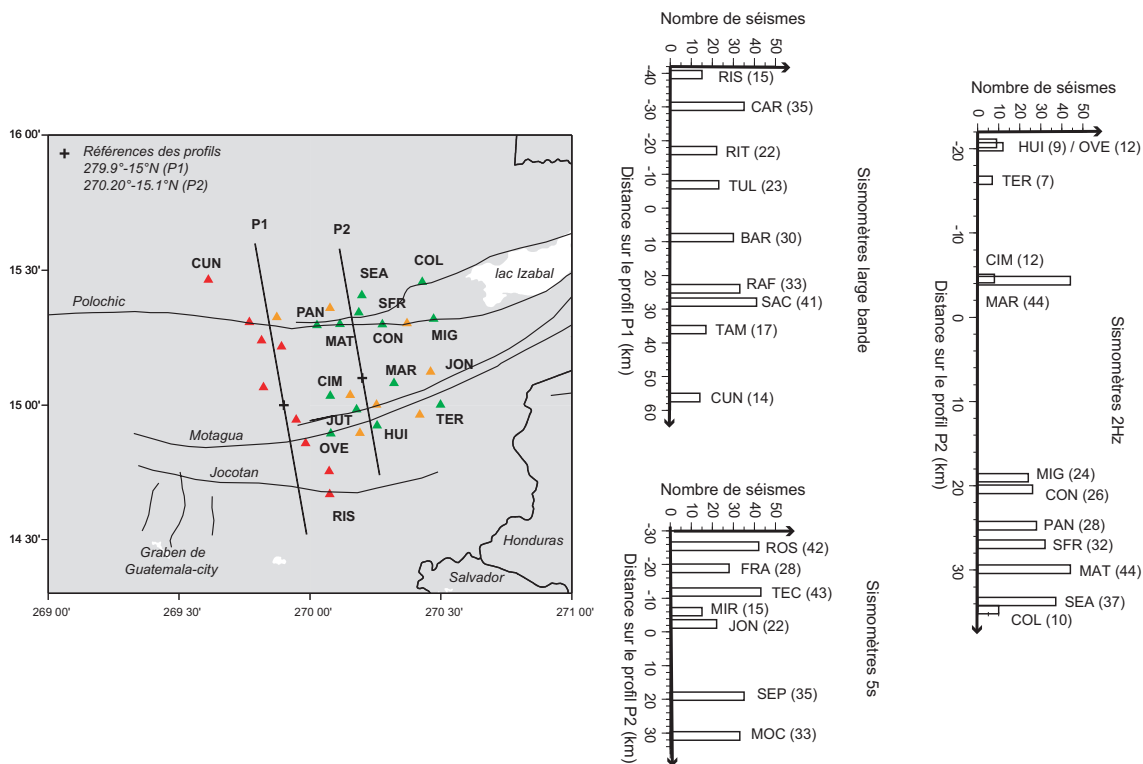 16 00'
15 30'
15 00'
14 30'
269 00'
269 30'
270 00'
270 30'
271 00'
+ Références des profils
279.9°-15°N (P1)
270.20°-15.1°N (P2)
P1
P2
CUN
SEA
COL
lac Izabal
Polochic
PAN
SFR
MAT
CON
MIG
MAR
JON
CIM
JUT
TER
HUI
OVE
Motagua
Jocotan
RIS
Graben de
Guatemala-city
Honduras
Salvador
Nombre de séismes
0 10 20 30 40 50
-40 -30 -20 -10 0 10 20 30 40 50 60
Distance sur le profil P1 (km)
RIS (15)
CAR (35)
RIT (22)
TUL (23)
BAR (30)
RAF (33)
SAC (41)
TAM (17)
CUN (14)
Sismomètres large bande
Nombre de séismes
0 10 20 30 40 50
-30 -20 -10 0 10 20 30
Distance sur le profil P2 (km)
ROS (42)
FRA (28)
TEC (43)
MIR (15)
JON (22)
SEP (35)
MOC (33)
Sismomètres 5s
Nombre de séismes
0 10 20 30 40 50
-20 -10 0 10 20 30
Distance sur le profil P2 (km)
HUI (9) / OVE (12)
TER (7)
CIM (12)
MAR (44)
MIG (24)
CON (26)
PAN (28)
SFR (32)
MAT (44)
SEA (37)
COL (10)
Sismomètres 2Hz